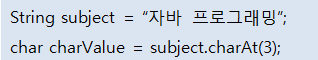 String subject = “자바 프로그래밍”;
char charValue = subject.charAt(3);